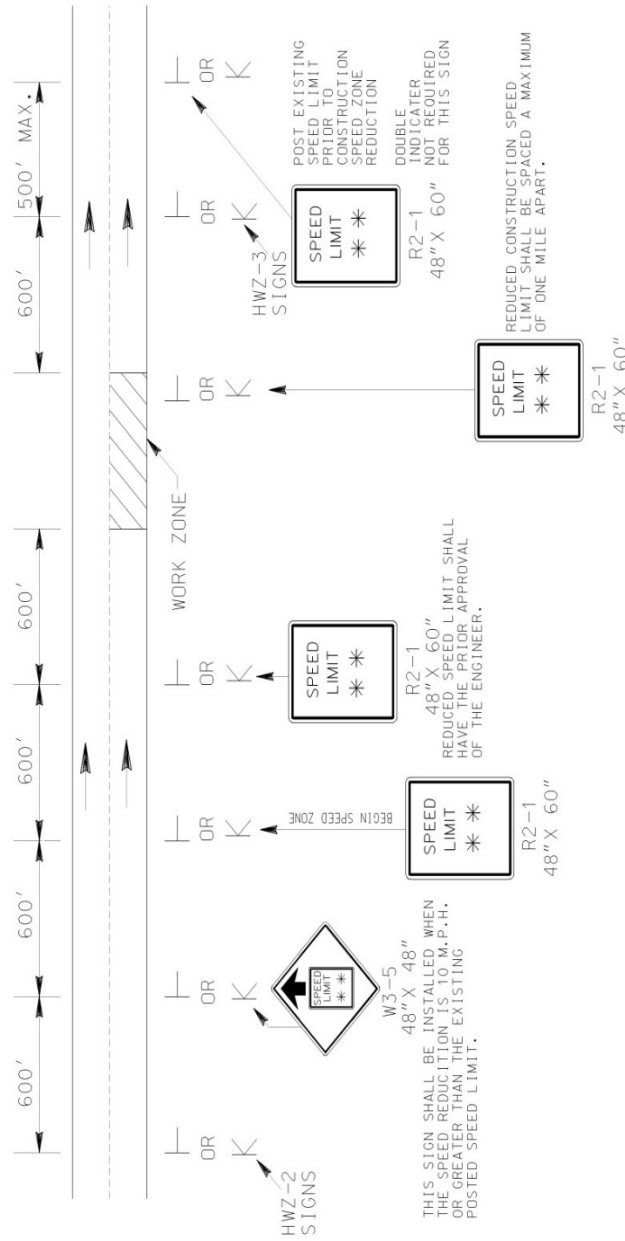 600'
600'
600'
600'
600'
500' MAX.
WORK ZONE
OR
OR
OR
OR
OR
OR
OR
HWZ-2
SIGNS
SPEED
LIMIT
**
W3-5
48"X 48"
THIS SIGN SHALL BE INSTALLED WHEN
THE SPEED REDUCITION IS 10 M.P.H.
OR GREATER THAN THE EXISTING
POSTED SPEED LIMIT.
BEGIN SPEED ZONE
SPEED
LIMIT
**
R2-1
48"X 60"
SPEED
LIMIT
**
R2-1
48"X 60"
REDUCED SPEED LIMIT SHALL
HAVE THE PRIOR APPROVAL
OF THE ENGINEER.
SPEED
LIMIT
**
R2-1
48"X 60"
REDUCED CONSTRUCTION SPEED
LIMIT SHALL BE SPACED A MAXIMUM
OF ONE MILE APART.
HWZ-3
SIGNS
SPEED
LIMIT
**
R2-1
48"X 60"
POST EXISTING
SPEED LIMIT
PRIOR TO
CONSTRUCTION
SPEED ZONE
REDUCTION
DOUBLE
INDICATER
NOT REQUIRED
FOR THIS SIGN